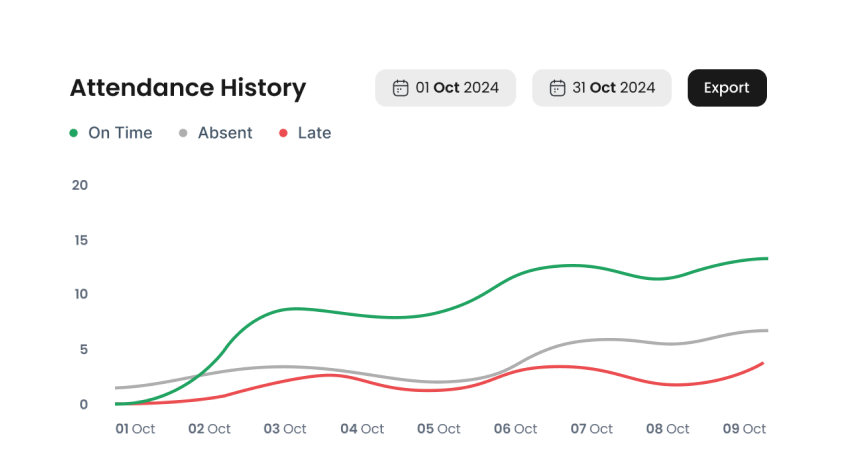 Attendance History
01 Oct 2024
31 Oct 2024
Export
On Time
Absent
Late
20
15
10
5
0
01 Oct
02 Oct
03 Oct
04 Oct
05 Oct
06 Oct
07 Oct
08 Oct
09 Oct